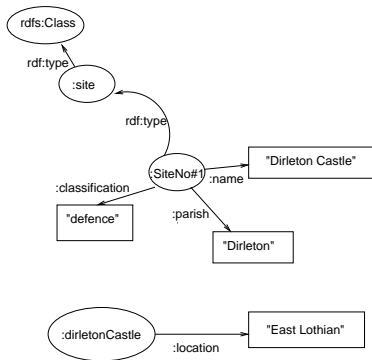 rdfs:Class
rdf:type
:site
rdf:type
:SiteNo#1
"Dirleton Castle"
:name
:classification
"defence"
:parish
"Dirleton"
:dirletonCastle
:location
"East Lothian"